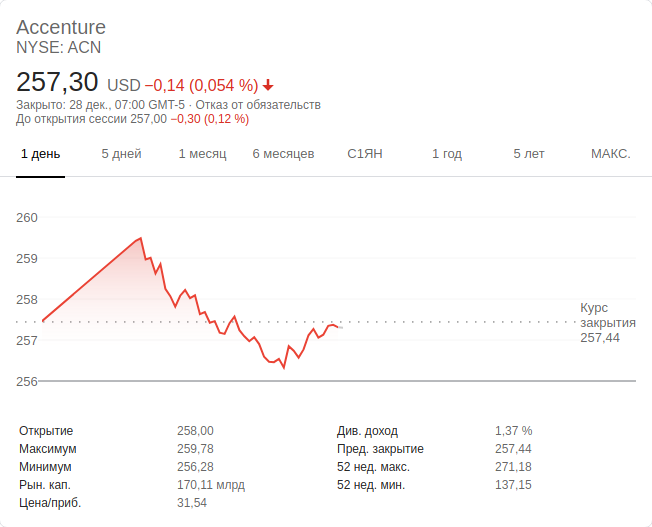 Accenture
NYSE: ACN
257,30 USD −0,14 (0,054 %)
Закрыто: 28 дек., 07:00 GMT-5 · Отказ от обязательств
До открытия сессии 257,00 −0,30 (0,12 %)
1 день 5 дней 1 месяц 6 месяцев С1ЯН 1 год 5 лет МАКС.
260
259
258
257
256
Курс
закрытия
257,44
Открытие 258,00 Див. доход 1,37 %
Максимум 259,78 Пред. закрытие 257,44
Минимум 256,28 52 нед. макс. 271,18
Рын. кап. 170,11 млрд 52 нед. мин. 137,15
Цена/приб. 31,54